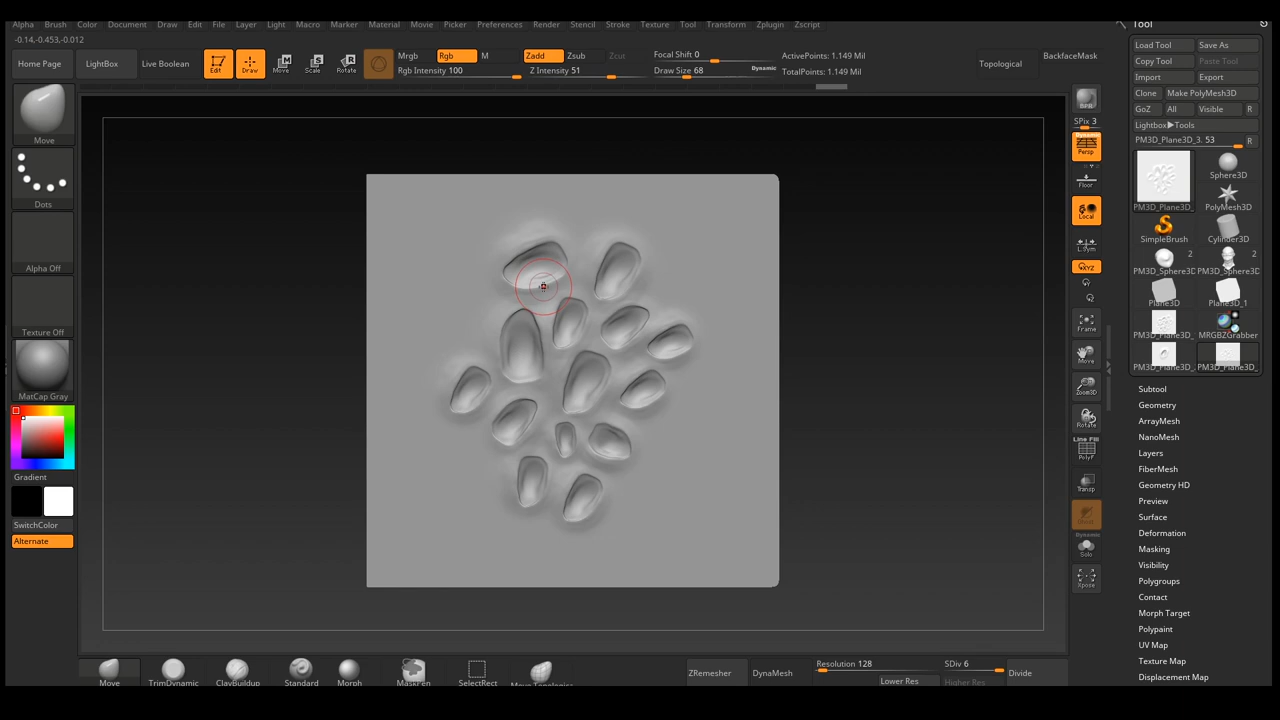 Alpha Brush Color Document Draw Edit File Layer Light Macro Marker Material Movie Picker Preferences Render Stencil Stroke Texture Tool Transform Zplugin Zscript
Tool
-0.14,-0.453,-0.012
Home Page LightBox Live Boolean Edit Draw Move Scale Rotate
Mrgb Rgb M Zadd Zsub Zcut
Rgb Intensity 100 Z Intensity 51
Focal Shift 0
Draw Size 68 Dynamic
ActivePoints: 1.149 Mil
TotalPoints: 1.149 Mil
Topological
BackfaceMask
Load Tool Save As
Copy Tool Paste Tool
Import Export
Clone Make PolyMesh3D
GoZ All Visible R
Lightbox▶Tools
PM3D_Plane3D_3. 53 R
Sphere3D
PM3D_Plane3D_ PolyMesh3D
SimpleBrush Cylinder3D
2 2
PM3D_Sphere3D PM3D_Sphere3D
Plane3D Plane3D_1
PM3D_Plane3D_ MRGBZGrabber
PM3D_Plane3D_ PM3D_Plane3D_
Subtool
Geometry
ArrayMesh
NanoMesh
Layers
FiberMesh
Geometry HD
Preview
Surface
Deformation
Masking
Visibility
Polygroups
Contact
Morph Target
Polypaint
UV Map
Texture Map
Displacement Map
Move
Dots
Alpha Off
Texture Off
MatCap Gray
Gradient
SwitchColor
Alternate
BPR
SPix 3
Dynamic
Persp
Floor
Local
L.Sym
XYZ
Frame
Move
Zoom3D
Rotate
Line Fill
PolyF
Transp
Dynamic
Solo
Xpose
Move TrimDynamic ClayBuildup Standard Morph MaskPen SelectRect Move Topologic
ZRemesher DynaMesh
Resolution 128
Lower Res
SDiv 6
Higher Res
Divide